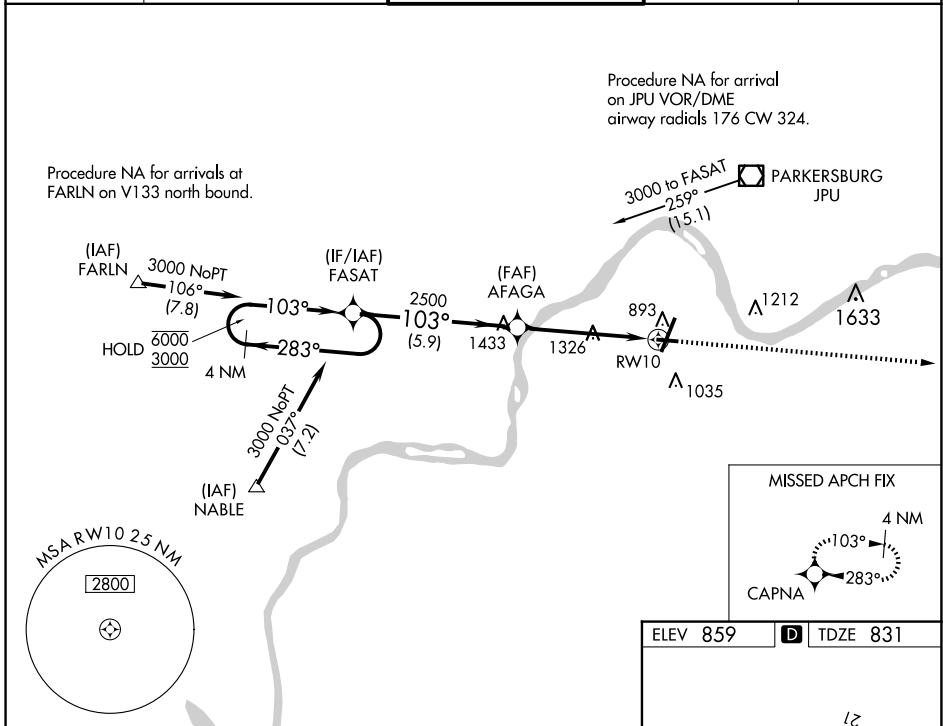 Procedure NA for arrival
on JPU VOR/DME
airway radials 176 CW 324.
Procedure NA for arrivals at
FARLN on V133 north bound.
3000 to FASAT
259°
(15.1)
PARKERSBURG
JPU
(IAF)
FARLN
3000 NoPT
106°
(7.8)
(IF/IAF)
FASAT
103°
283°
HOLD
6000
3000
4 NM
2500
103°
(5.9)
(FAF)
AFAGA
1433
1326
893
RW10
1212
1633
1035
3000 NoPT
037°
(7.2)
(IAF)
NABLE
MSA RW10 25 NM
2800
MISSED APCH FIX
4 NM
103°
283°
CAPNA
ELEV 859
D
TDZE 831
21